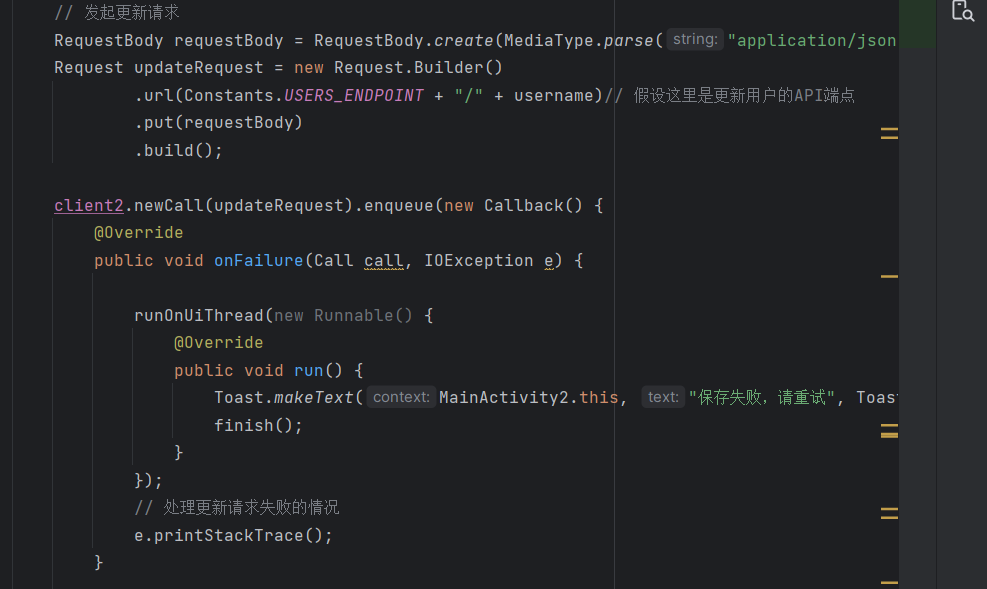 // 发起更新请求
RequestBody requestBody = RequestBody.create(MediaType.parse( string: "application/json
Request updateRequest = new Request.Builder()
.url(Constants.USERS_ENDPOINT + "/" + username)// 假设这里是更新用户的API端点
.put(requestBody)
.build();
client2.newCall(updateRequest).enqueue(new Callback() {
@Override
public void onFailure(Call call, IOException e) {
runOnUiThread(new Runnable() {
@Override
public void run() {
Toast.makeText( context: MainActivity2.this, text: "保存失败，请重试", Toas
finish();
}
});
// 处理更新请求失败的情况
e.printStackTrace();
}